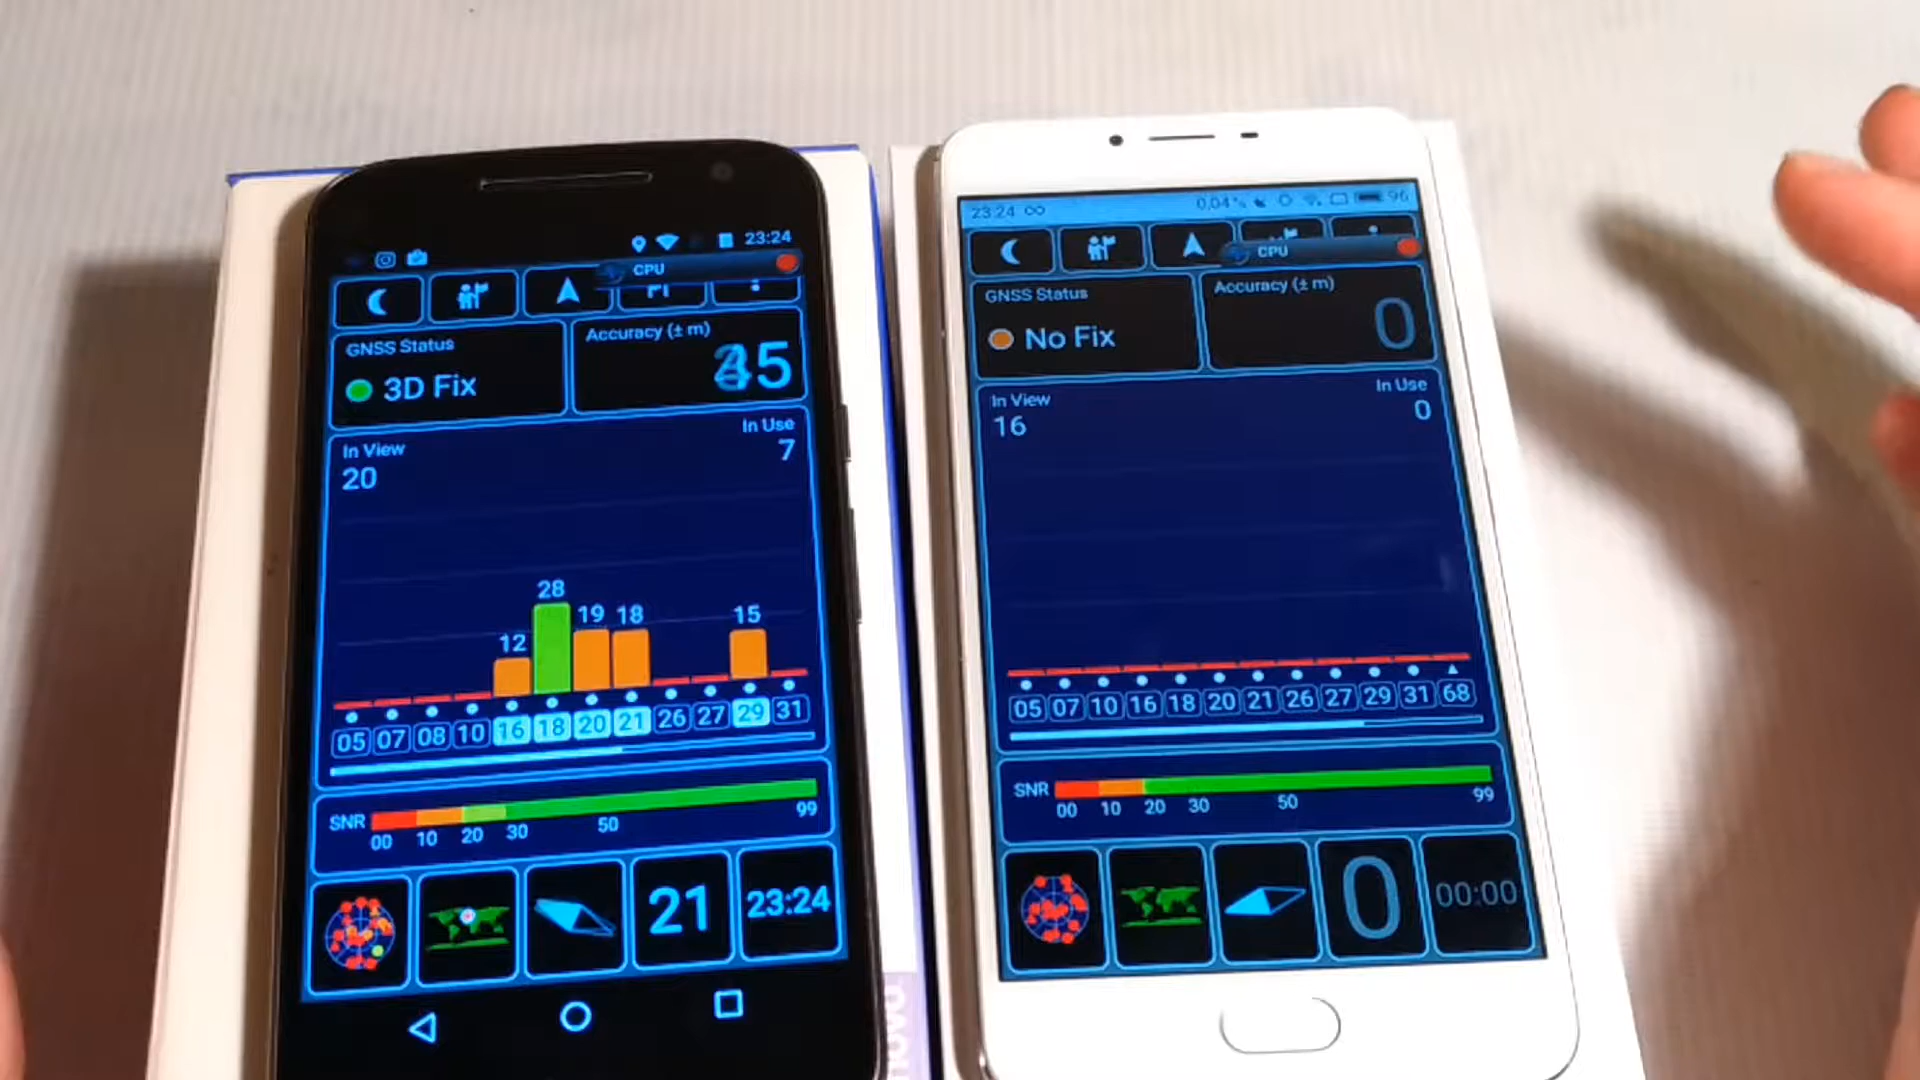 23:24
CPU
GNSS Status
3D Fix
Accuracy (± m)
45
In View
20
In Use
7
28
19
18
15
12
05 07 08 10 16 18 20 21 26 27 29 31
SNR
00 10 20 30 50 99
21
23:24
23:24
0.04%
96
CPU
GNSS Status
No Fix
Accuracy (± m)
0
In View
16
In Use
0
05 07 10 16 18 20 21 26 27 29 31 68
SNR
00 10 20 30 50 99
0
00:00